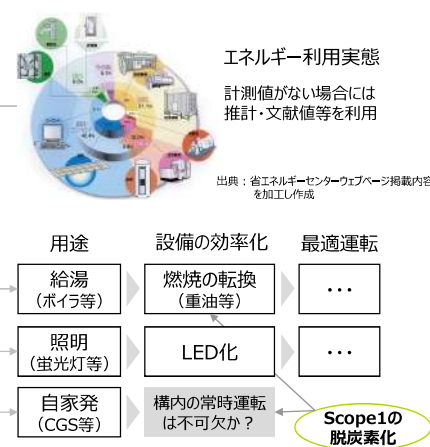 エネルギー利用実態
計測値がない場合には
推計・文献値等を利用
出典：省エネルギーセンターウェブページ掲載内容
を加工し作成
用途
設備の効率化
最適運転
給湯
（ボイラ等）
燃焼の転換
（重油等）
・・・
照明
（蛍光灯等）
LED化
・・・
自家発
（CGS等）
構内の常時運転
は不可欠か？
Scope1の
脱炭素化